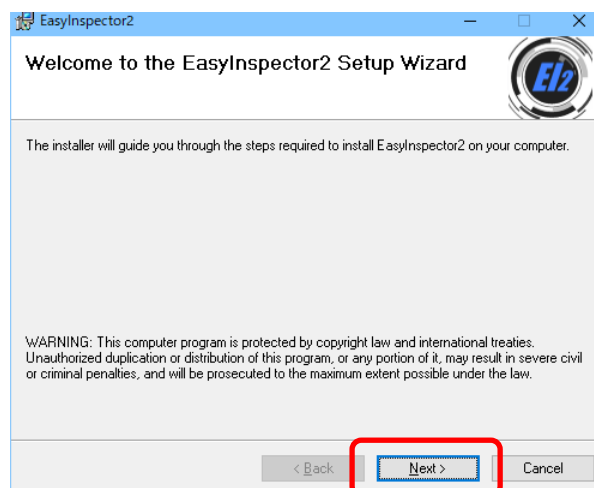 EasyInspector2
Welcome to the EasyInspector2 Setup Wizard
EI2
The installer will guide you through the steps required to install EasyInspector2 on your computer.
WARNING: This computer program is protected by copyright law and international treaties.
Unauthorized duplication or distribution of this program, or any portion of it, may result in severe civil
or criminal penalties, and will be prosecuted to the maximum extent possible under the law.
< Back Next > Cancel